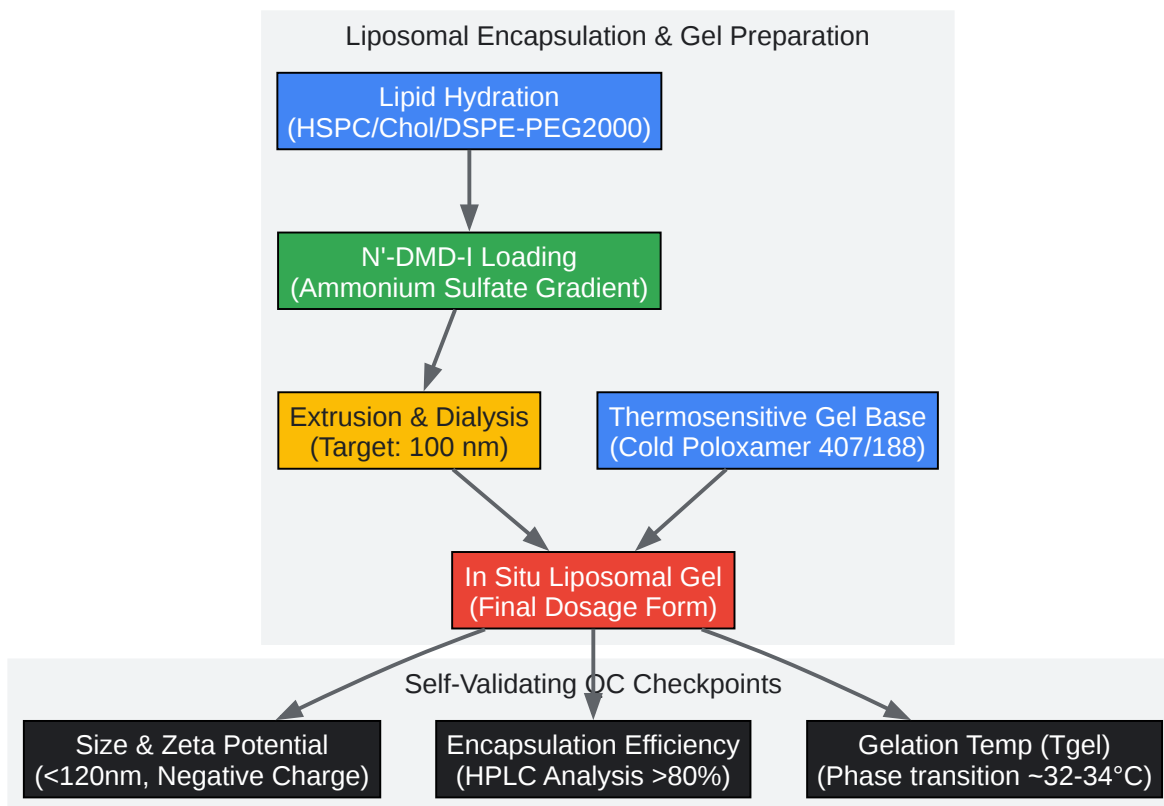 Liposomal Encapsulation & Gel Preparation
Lipid Hydration
(HSPC/Chol/DSPE-PEG2000)
N'-DMD-I Loading
(Ammonium Sulfate Gradient)
Extrusion & Dialysis
(Target: 100 nm)
Thermosensitive Gel Base
(Cold Poloxamer 407/188)
In Situ Liposomal Gel
(Final Dosage Form)
Self-Validating QC Checkpoints
Size & Zeta Potential
(<120nm, Negative Charge)
Encapsulation Efficiency
(HPLC Analysis >80%)
Gelation Temp (Tgel)
(Phase transition ~32-34°C)